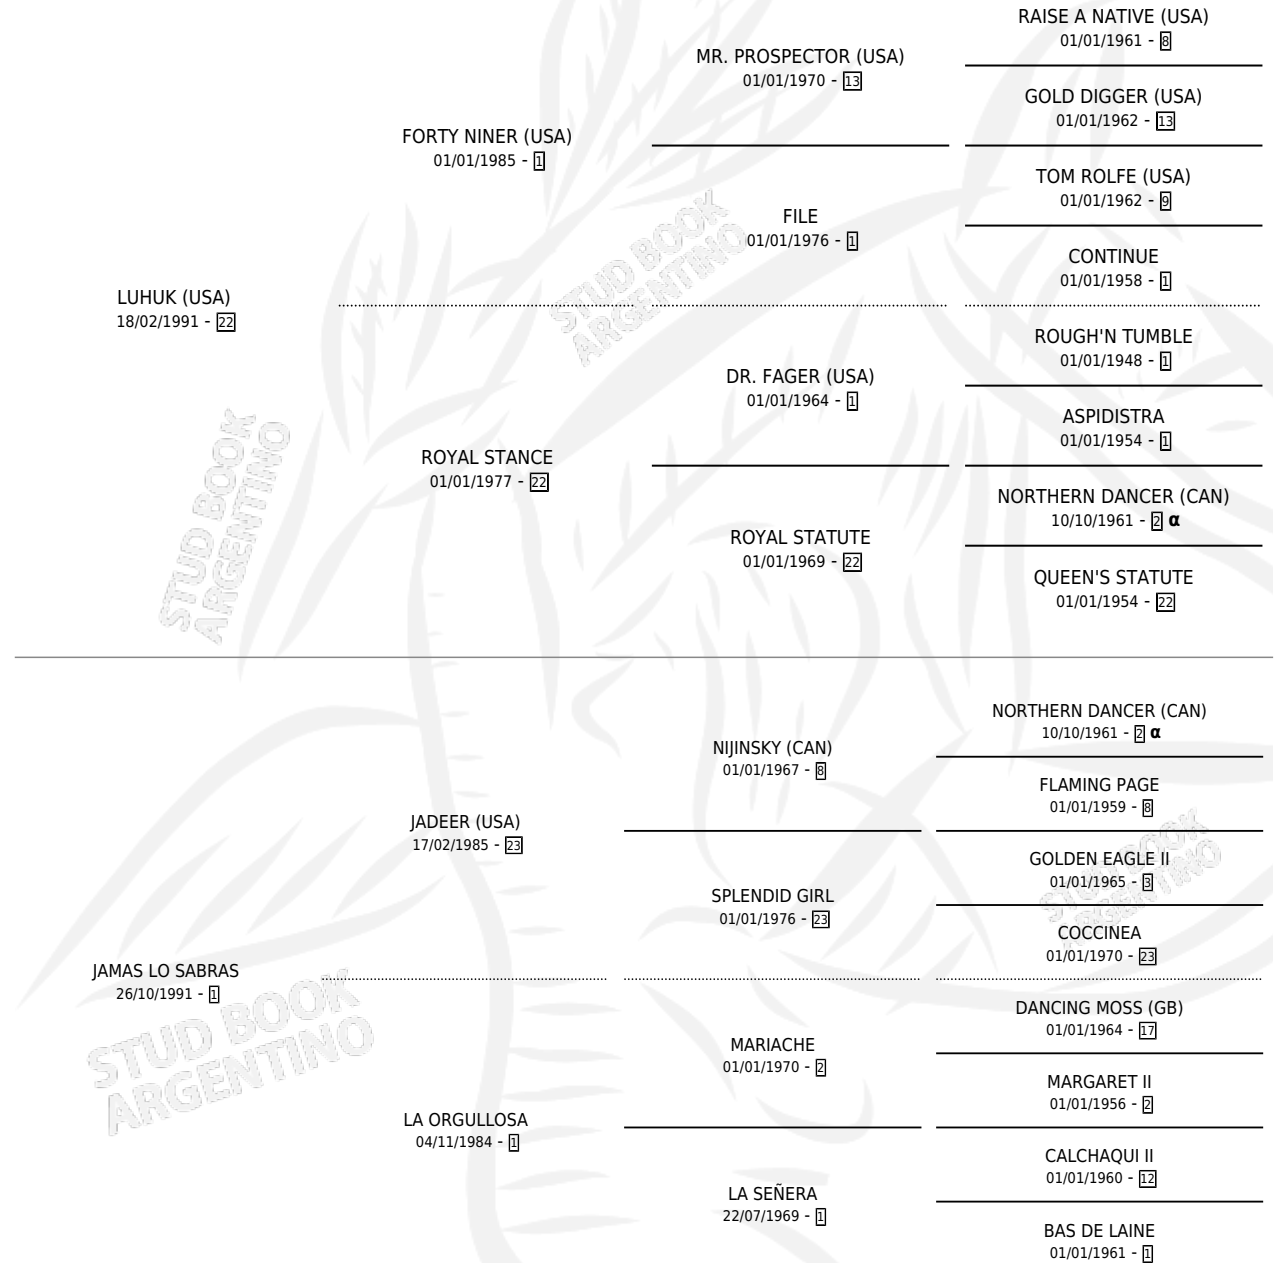 RAISE A NATIVE (USA)
01/01/1961 - 8
MR. PROSPECTOR (USA)
01/01/1970 - 13
GOLD DIGGER (USA)
01/01/1962 - 13
FORTY NINER (USA)
01/01/1985 - 1
TOM ROLFE (USA)
01/01/1962 - 9
FILE
01/01/1976 - 1
CONTINUE
01/01/1958 - 1
LUHUK (USA)
18/02/1991 - 22
ROUGH'N TUMBLE
01/01/1948 - 1
DR. FAGER (USA)
01/01/1964 - 1
ASPIDISTRA
01/01/1954 - 1
ROYAL STANCE
01/01/1977 - 22
NORTHERN DANCER (CAN)
10/10/1961 - 2 α
ROYAL STATUTE
01/01/1969 - 22
QUEEN'S STATUTE
01/01/1954 - 22
NORTHERN DANCER (CAN)
10/10/1961 - 2 α
NIJINSKY (CAN)
01/01/1967 - 8
FLAMING PAGE
01/01/1959 - 8
JADEER (USA)
17/02/1985 - 23
GOLDEN EAGLE II
01/01/1965 - 3
SPLENDID GIRL
01/01/1976 - 23
COCCINEA
01/01/1970 - 23
JAMAS LO SABRAS
26/10/1991 - 1
DANCING MOSS (GB)
01/01/1964 - 17
MARIACHE
01/01/1970 - 2
MARGARET II
01/01/1956 - 2
LA ORGULLOSA
04/11/1984 - 1
CALCHAQUI II
01/01/1960 - 12
LA SEÑERA
22/07/1969 - 1
BAS DE LAINE
01/01/1961 - 1
STUD BOOK
ARGENTINO
STUD BOOK
ARGENTINO
STUD BOOK
ARGENTINO
STUD BOOK
ARGENTINO